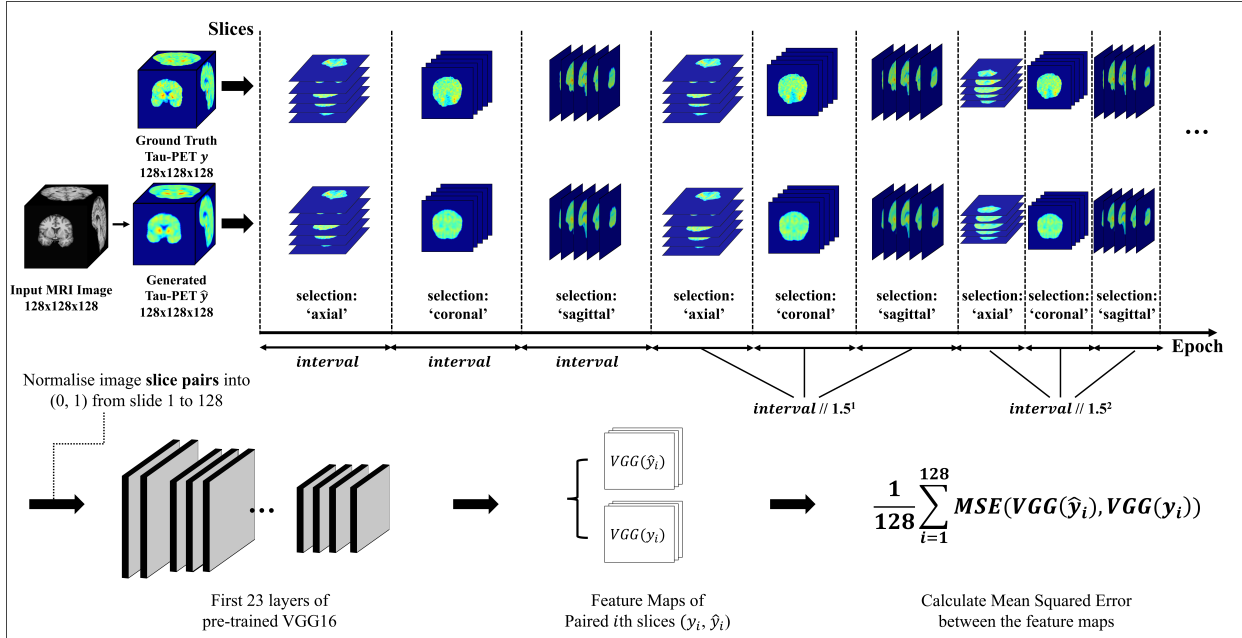 Slices
Ground Truth
Tau-PET y
128x128x128
Input MRI Image
128x128x128
Generated
Tau-PET ŷ
128x128x128
selection:
‘axial’
selection:
‘coronal’
selection:
‘sagittal’
selection:
‘axial’
selection:
‘coronal’
selection:
‘sagittal’
selection:
‘axial’
selection:
‘coronal’
selection:
‘sagittal’
...
Epoch
interval
interval
interval
interval // 1.5¹
interval // 1.5²
Normalise image slice pairs into
(0, 1) from slide 1 to 128
...
VGG(ŷᵢ)
VGG(yᵢ)
1/128 ∑_{i=1}^{128} MSE(VGG(ŷᵢ), VGG(yᵢ))
First 23 layers of
pre-trained VGG16
Feature Maps of
Paired ith slices (yᵢ, ŷᵢ)
Calculate Mean Squared Error
between the feature maps